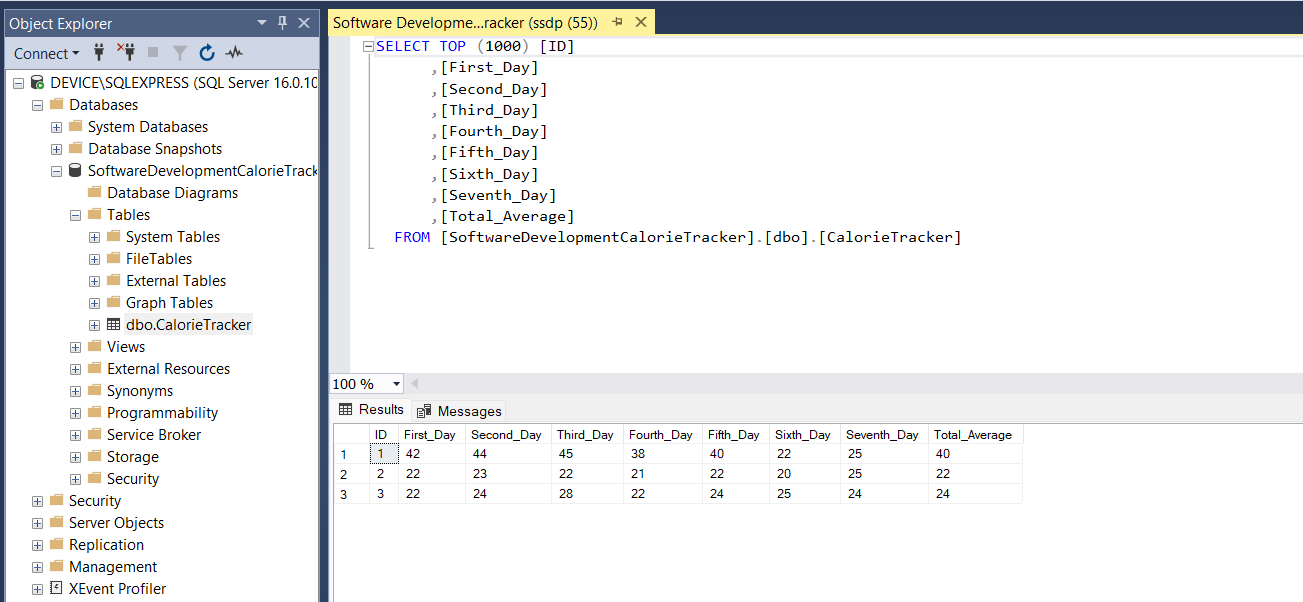 Object Explorer
Connect
DEVICE\SQLEXPRESS (SQL Server 16.0.10
Databases
System Databases
Database Snapshots
SoftwareDevelopmentCalorieTrack
Database Diagrams
Tables
System Tables
FileTables
External Tables
Graph Tables
dbo.CalorieTracker
Views
External Resources
Synonyms
Programmability
Service Broker
Storage
Security
Security
Server Objects
Replication
Management
XEvent Profiler
Software Developme...racker (ssdp (55))
SELECT TOP (1000) [ID]
,[First_Day]
,[Second_Day]
,[Third_Day]
,[Fourth_Day]
,[Fifth_Day]
,[Sixth_Day]
,[Seventh_Day]
,[Total_Average]
FROM [SoftwareDevelopmentCalorieTracker].[dbo].[CalorieTracker]
100 %
Results Messages
ID First_Day Second_Day Third_Day Fourth_Day Fifth_Day Sixth_Day Seventh_Day Total_Average
1 1 42 44 45 38 40 22 25 40
2 2 22 23 22 21 22 20 25 22
3 3 22 24 28 22 24 25 24 24